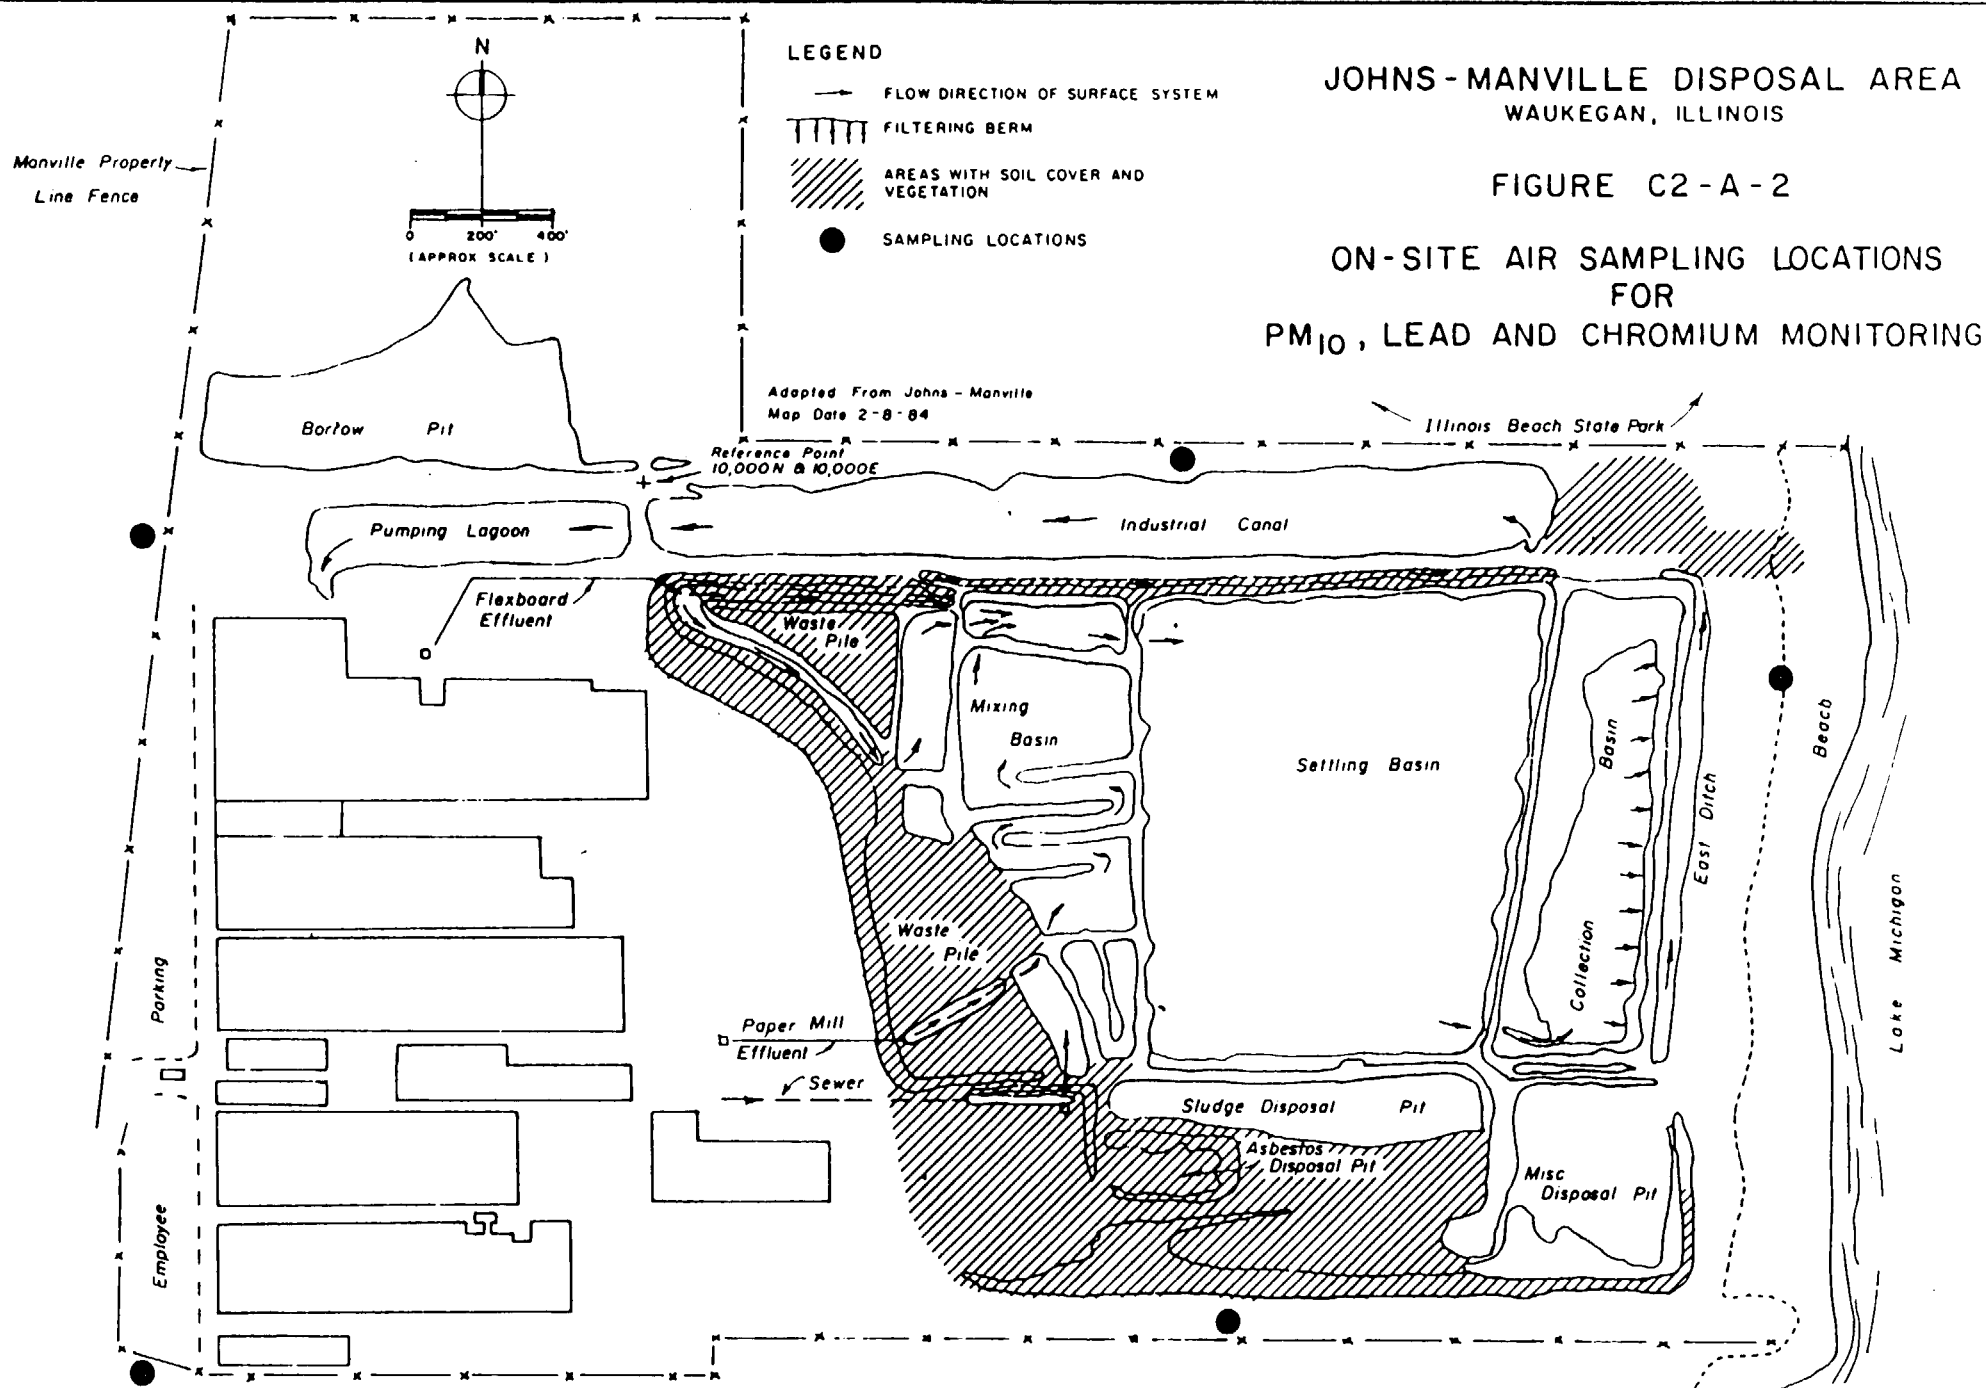 N
0 200' 400'
(APPROX SCALE)
LEGEND
FLOW DIRECTION OF SURFACE SYSTEM
FILTERING BERM
AREAS WITH SOIL COVER AND
VEGETATION
SAMPLING LOCATIONS
JOHNS-MANVILLE DISPOSAL AREA
WAUKEGAN, ILLINOIS
FIGURE C2-A-2
ON-SITE AIR SAMPLING LOCATIONS
FOR
PM10, LEAD AND CHROMIUM MONITORING
Manville Property
Line Fence
Adapted From Johns-Manville
Map Date 2-8-84
Illinois Beach State Park
Borrow Pit
Reference Point
10,000N & 10,000E
Pumping Lagoon
Industrial Canal
Flexboard
Effluent
Waste
Pile
Mixing
Basin
Settling Basin
Basin
Collection
East Ditch
Beach
Lake Michigan
Waste
Pile
Parking
Employee
Paper Mill
Effluent
Sewer
Sludge Disposal Pit
Asbestos
Disposal Pit
Misc
Disposal Pit